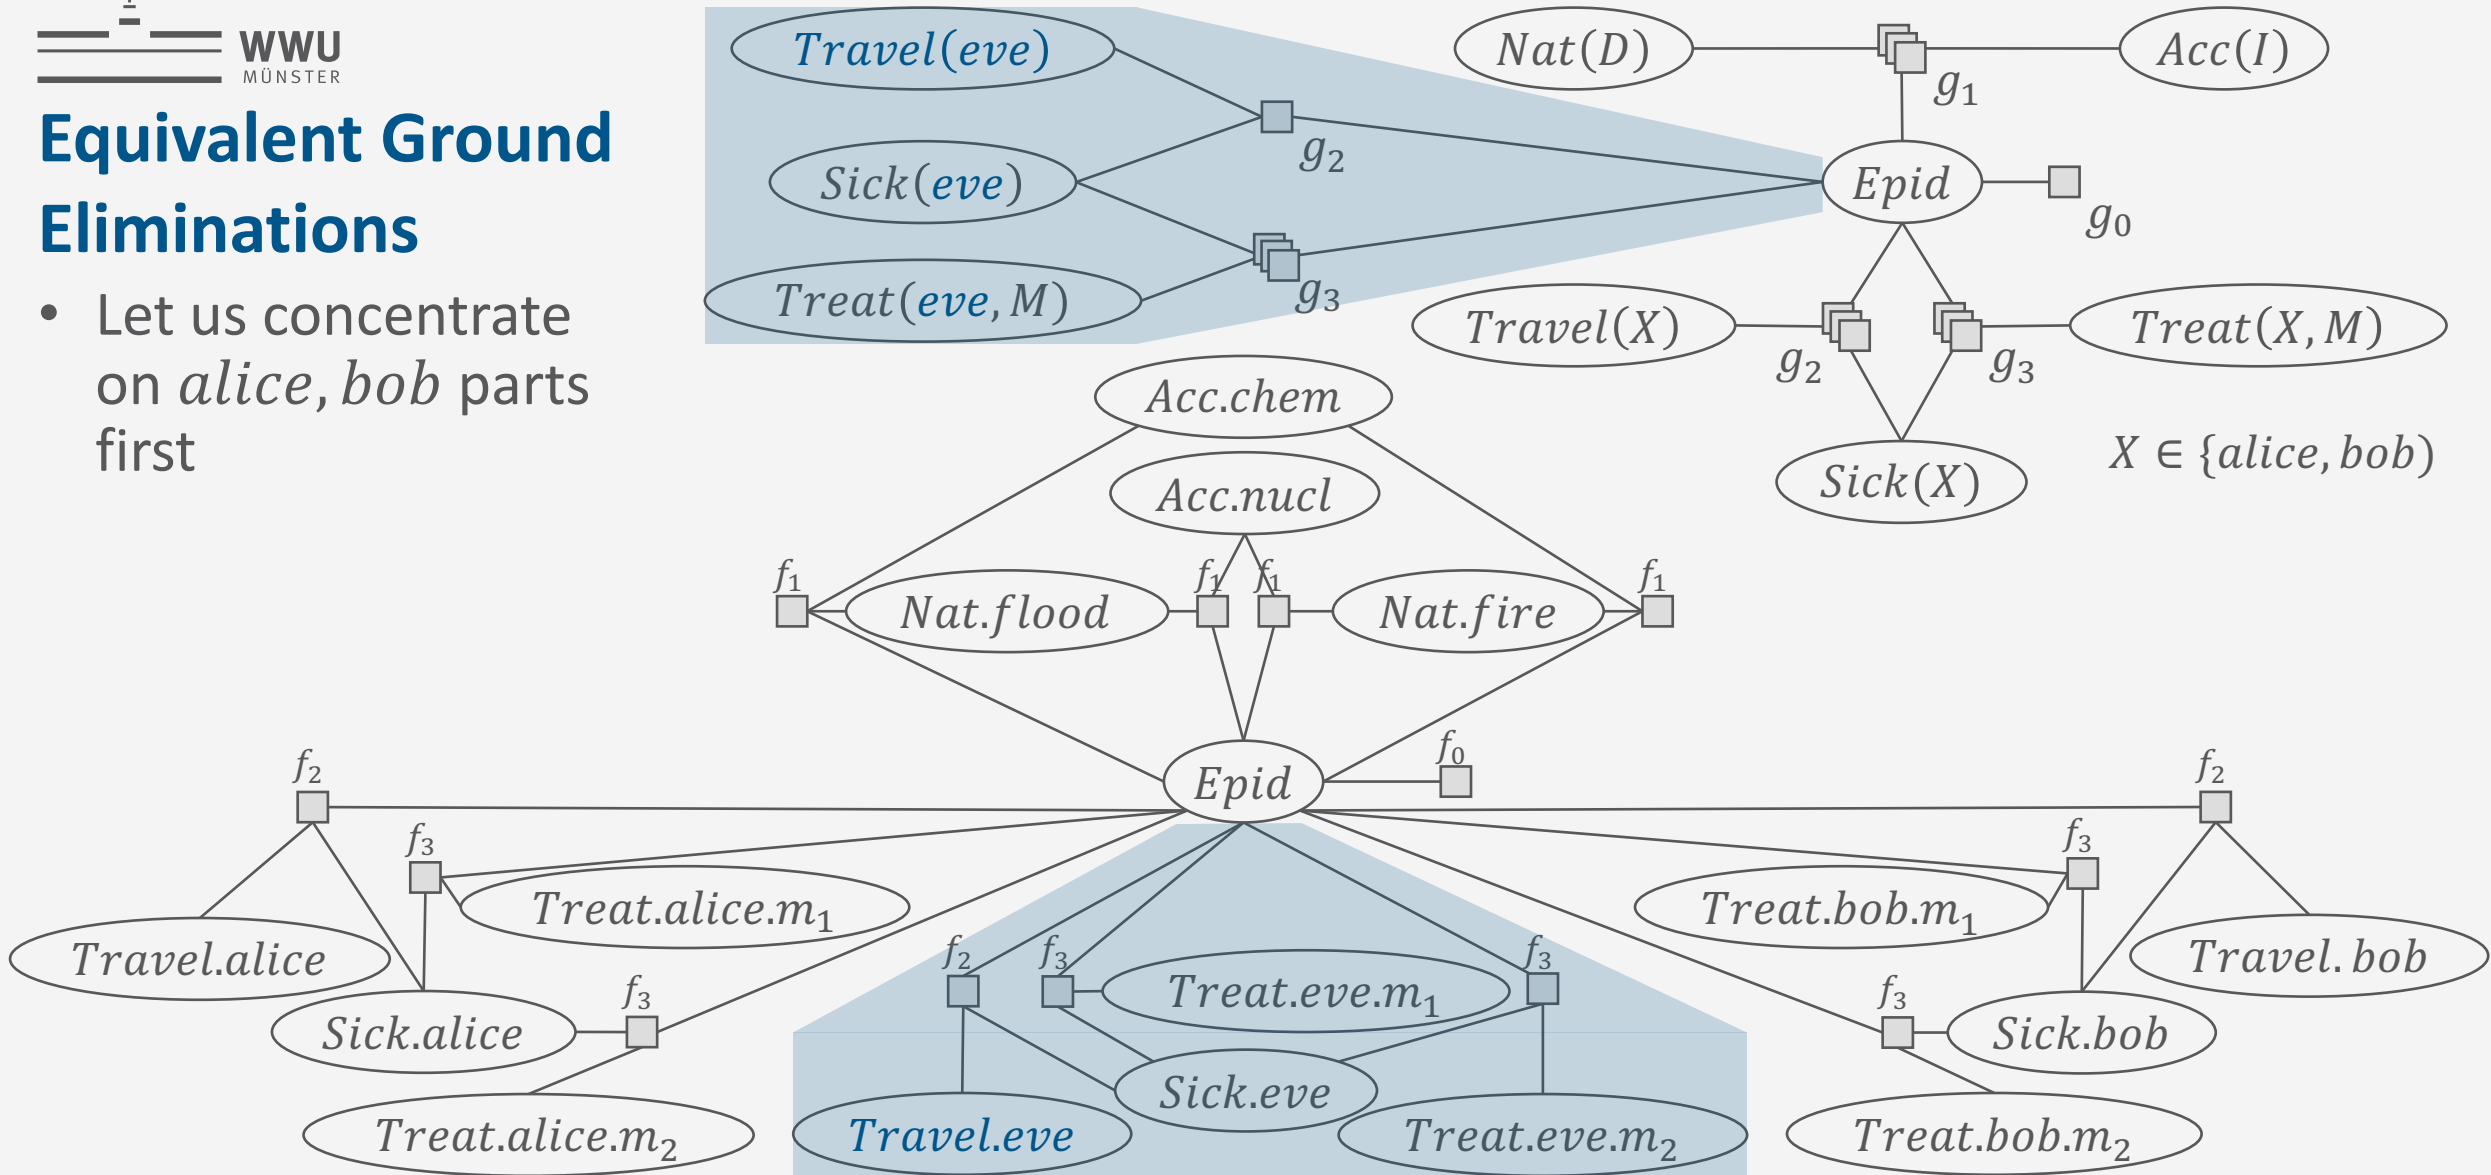 WWU
MÜNSTER
Equivalent Ground
Eliminations
• Let us concentrate
on alice, bob parts
first
Travel(eve)
Sick(eve)
Treat(eve, M)
g₂
g₃
Nat(D)
Acc(I)
g₁
Epid
g₀
Travel(X)
Treat(X, M)
g₂
g₃
Sick(X)
X ∈ {alice, bob)
Acc.chem
Acc.nucl
f₁
f₁
f₁
f₁
Nat.flood
Nat.fire
Epid
f₀
f₂
f₂
f₃
f₃
Treat.alice.m₁
Treat.bob.m₁
Travel.alice
Travel. bob
f₂
f₃
f₃
Treat.eve.m₁
f₃
f₃
Sick.alice
Sick.bob
Sick.eve
Treat.alice.m₂
Travel.eve
Treat.eve.m₂
Treat.bob.m₂